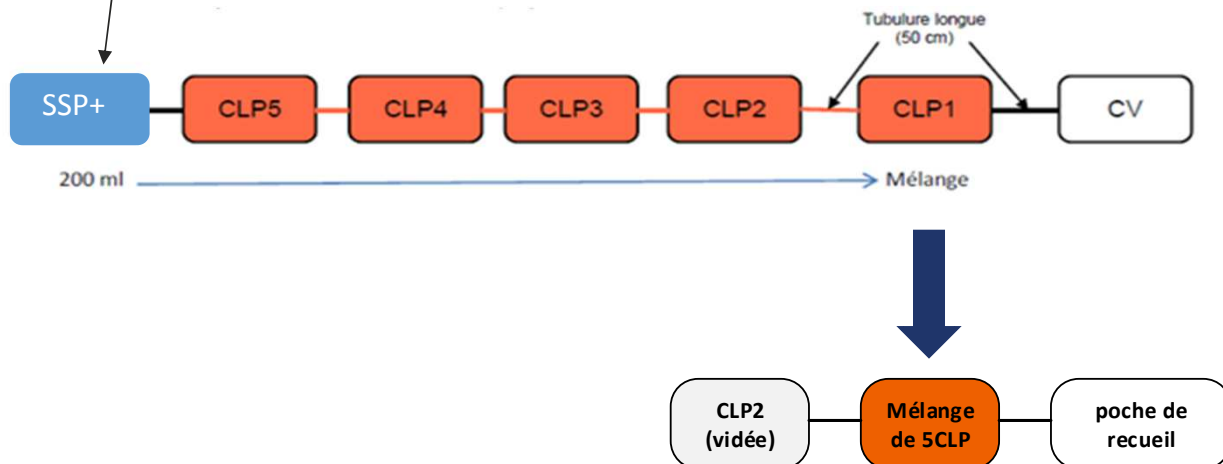 Tubulure longue
(50 cm)
SSP+
CLP5
CLP4
CLP3
CLP2
CLP1
CV
200 ml
Mélange
CLP2
(vidée)
Mélange
de 5CLP
poche de
recueil